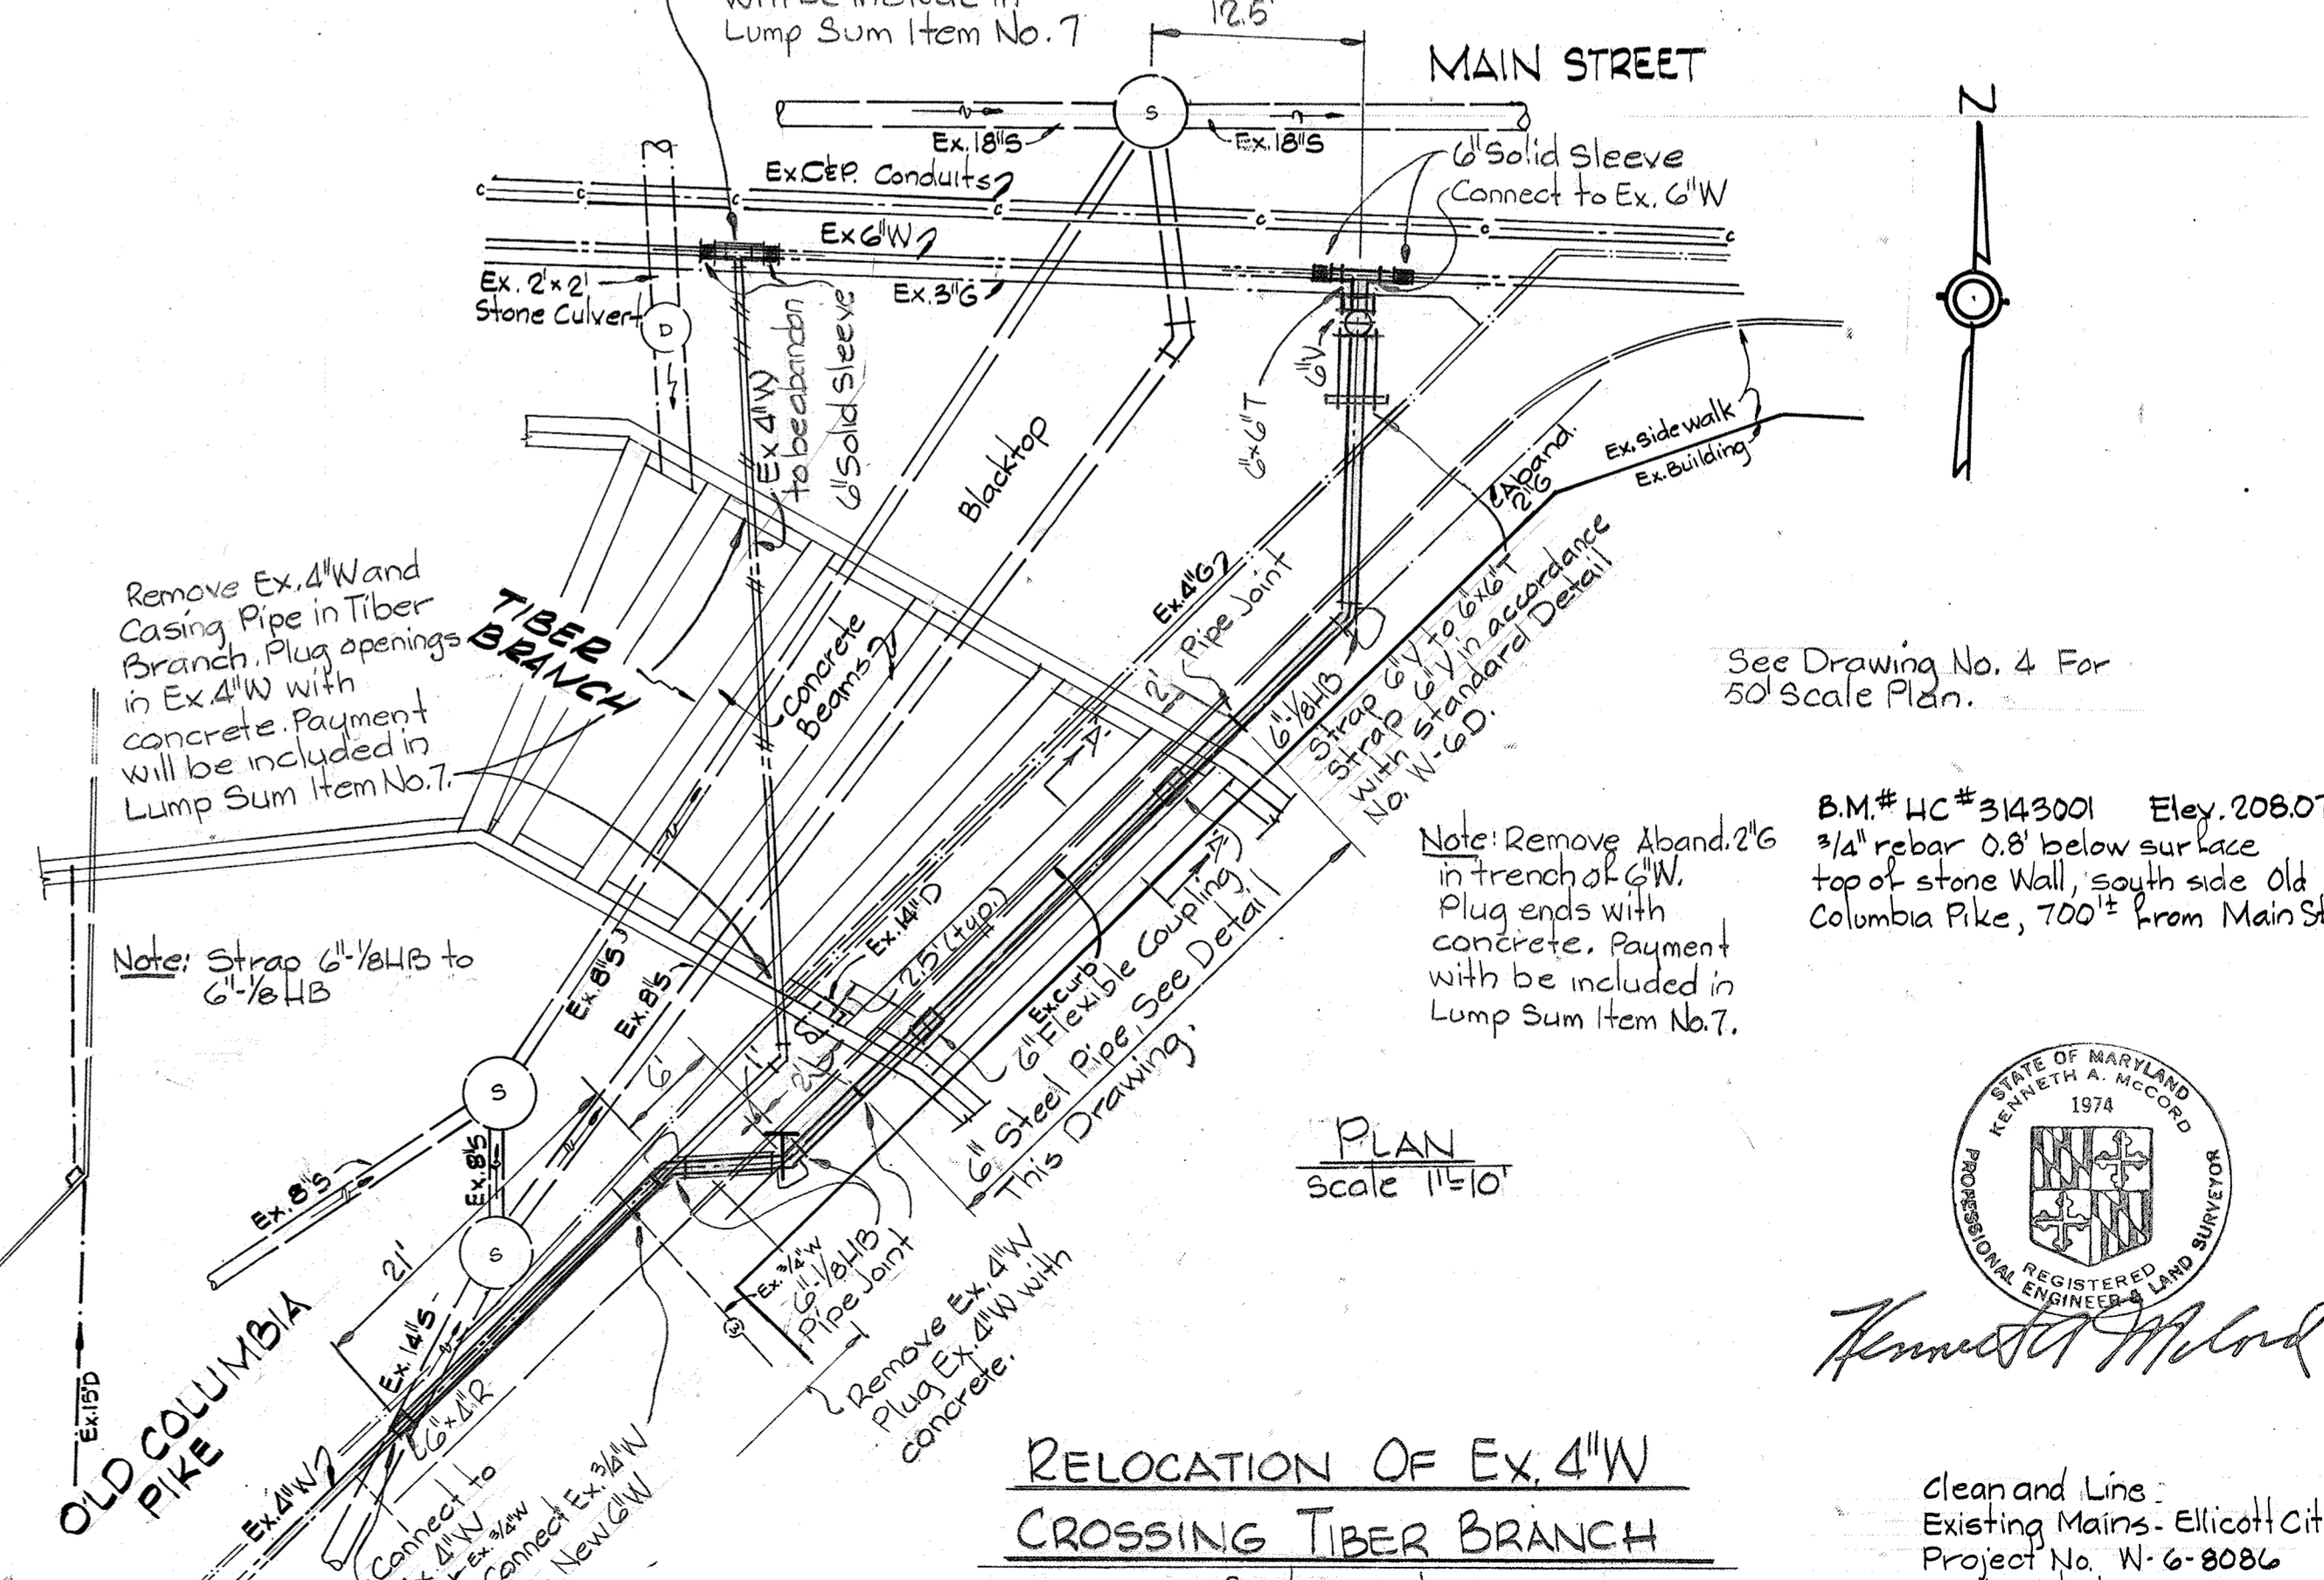 Lump Sum Item No. 7
12.5'
MAIN STREET
N
S
Ex. 18"S
Ex. 18"S
6" Solid Sleeve
Connect to Ex. 6"W
Ex. C&P. Conduits
C
C
C
C
C
C
C
Ex 6"W
Ex. 3"G
Ex. 2'x2'
Stone Culvert
D
Ex 4"W
to be abandon
6" Solid Sleeve
6"V
6"x6"T
Blacktop
Aband.
2"G
Ex. Sidewalk
Ex. Building
Ex. 4"G
Pipe Joint
2'
6"-1/8HB
Strap 6"V to 6"x6"T
Strap 6"V in accordance
with Standard Detail
No. W-6D.
Remove Ex. 4"W and
Casing Pipe in Tiber
Branch. Plug openings
in Ex. 4"W with
concrete. Payment
will be included in
Lump Sum Item No. 7.
TIBER
BRANCH
Concrete
Beams
A'
A'
See Drawing No. 4 For
50' Scale Plan.
B.M.# HC#3143001 Elev. 208.07
3/4" rebar 0.8' below surface
top of stone Wall, south side Old
Columbia Pike, 700'± from Main St
Note: Remove Aband. 2"G
in trench of 6"W.
Plug ends with
concrete. Payment
with be included in
Lump Sum Item No. 7.
Note: Strap 6"-1/8HB to
6"-1/8HB
Ex. 8"S
Ex. 8"S
Ex. 14"D
2.5' (typ.)
Ex. Curb
6" Flexible Coupling
6" Steel Pipe, See Detail
This Drawing.
S
Ex. 8"S
Ex. 8"S
S
6'
1'
21'
Ex. 14"S
6"x4"R
Ex. 3/4"W
6"-1/8HB
Pipe Joint
Remove Ex. 4"W
Plug Ex. 4"W with
concrete.
PLAN
Scale 1"=10'
STATE OF MARYLAND
KENNETH A. McCORD
1974
REGISTERED
PROFESSIONAL ENGINEER & LAND SURVEYOR
Kenneth A McCord
Ex. 15"D
OLD COLUMBIA
PIKE
Ex. 4"W
Connect to
Ex. 4"W
Ex. 3/4"W
Connect Ex. 3/4"W
New 6"W
RELOCATION OF EX. 4"W
CROSSING TIBER BRANCH
Clean and Line
Existing Mains - Ellicott Cit
Project No. W-6-8086